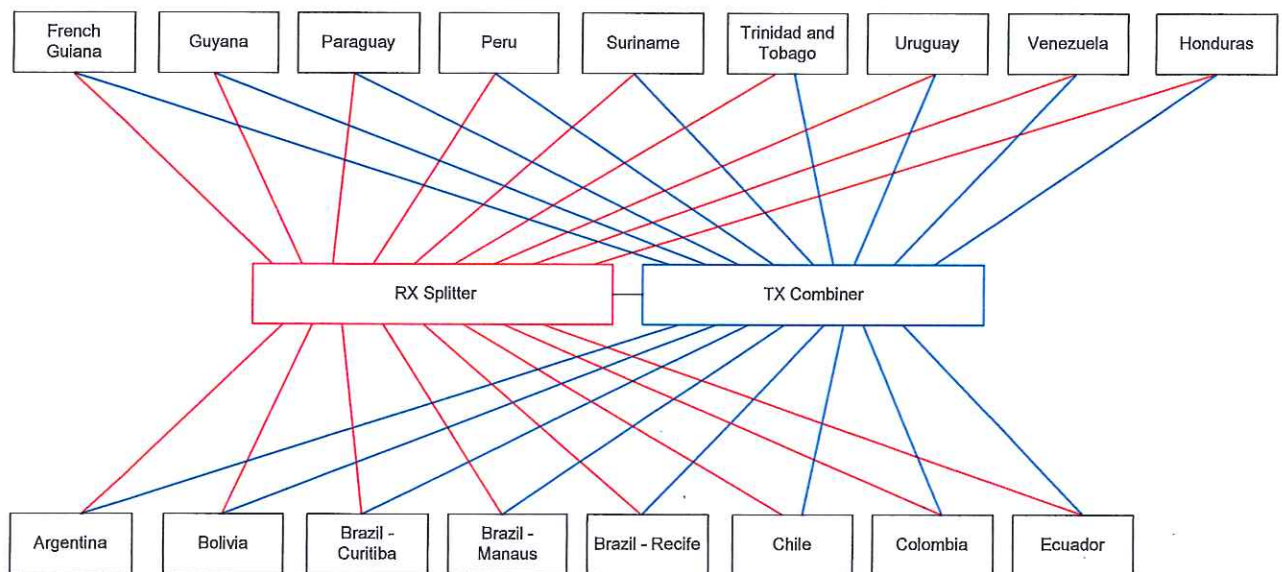 French
Guiana
Guyana
Paraguay
Peru
Suriname
Trinidad and
Tobago
Uruguay
Venezuela
Honduras
RX Splitter
TX Combiner
Argentina
Bolivia
Brazil -
Curitiba
Brazil -
Manaus
Brazil - Recife
Chile
Colombia
Ecuador